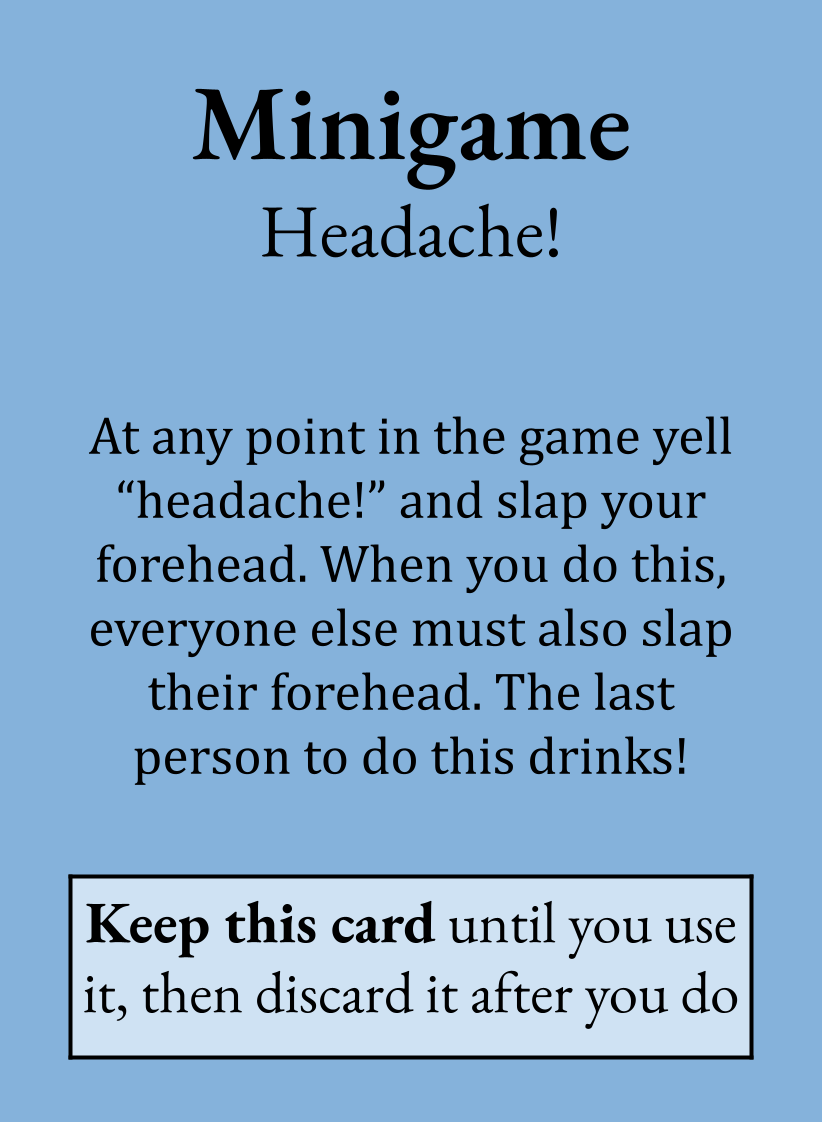 Minigame
Headache!
At any point in the game yell
“headache!” and slap your
forehead. When you do this,
everyone else must also slap
their forehead. The last
person to do this drinks!
Keep this card until you use
it, then discard it after you do